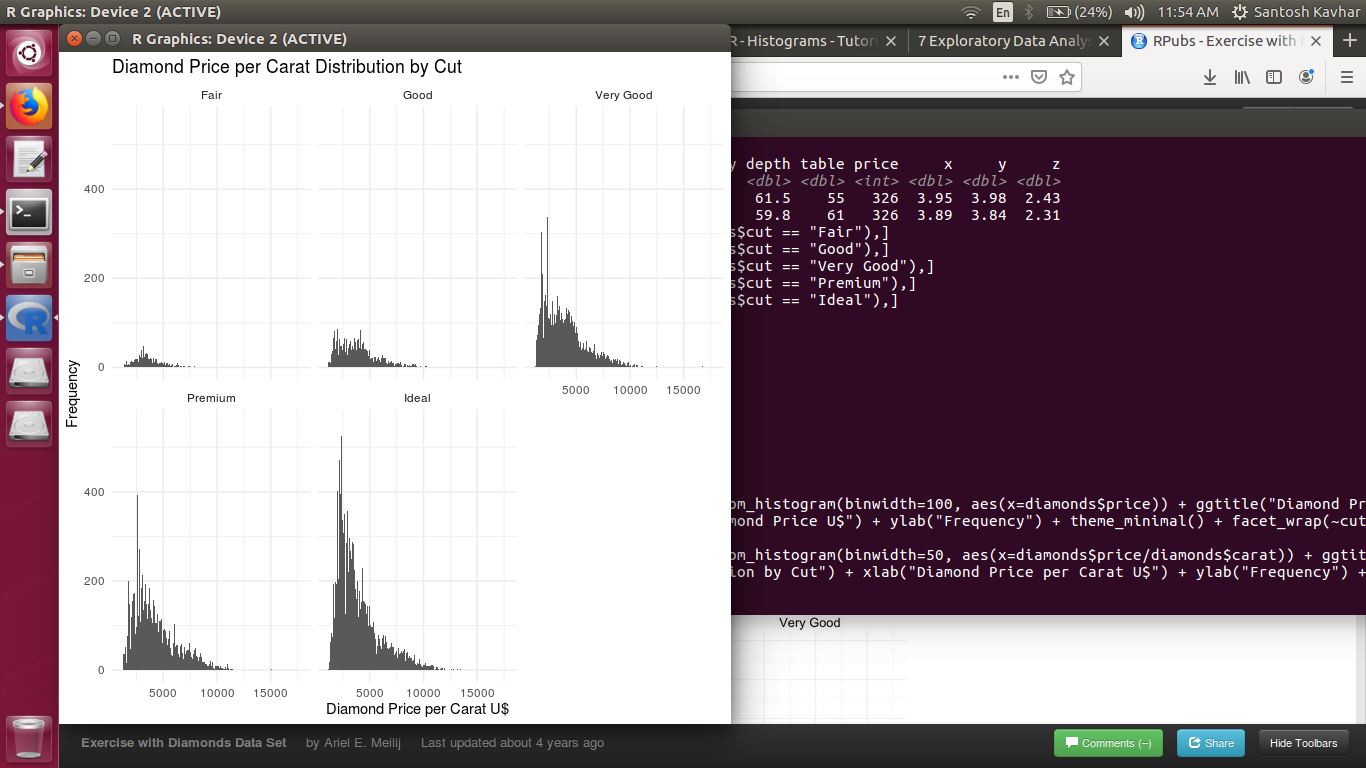 R Graphics: Device 2 (ACTIVE)
En
(24%)
11:54 AM
Santosh Kavhar
R Graphics: Device 2 (ACTIVE)
R - Histograms - Tutori
7 Exploratory Data Analys
RPubs - Exercise with
Diamond Price per Carat Distribution by Cut
Fair
Good
Very Good
400
200
0
5000 10000 15000
Frequency
Premium
Ideal
400
200
0
5000 10000 15000
5000 10000 15000
Diamond Price per Carat U$
y depth table price x y z
<dbl> <dbl> <int> <dbl> <dbl> <dbl>
61.5 55 326 3.95 3.98 2.43
59.8 61 326 3.89 3.84 2.31
s$cut == "Fair"),]
s$cut == "Good"),]
s$cut == "Very Good"),]
s$cut == "Premium"),]
s$cut == "Ideal"),]
om_histogram(binwidth=100, aes(x=diamonds$price)) + ggtitle("Diamond Pr
mond Price U$") + ylab("Frequency") + theme_minimal() + facet_wrap(~cut
om_histogram(binwidth=50, aes(x=diamonds$price/diamonds$carat)) + ggtit
ion by Cut") + xlab("Diamond Price per Carat U$") + ylab("Frequency") +
Very Good
Exercise with Diamonds Data Set by Ariel E. Meilij Last updated about 4 years ago
Comments (–)
Share
Hide Toolbars